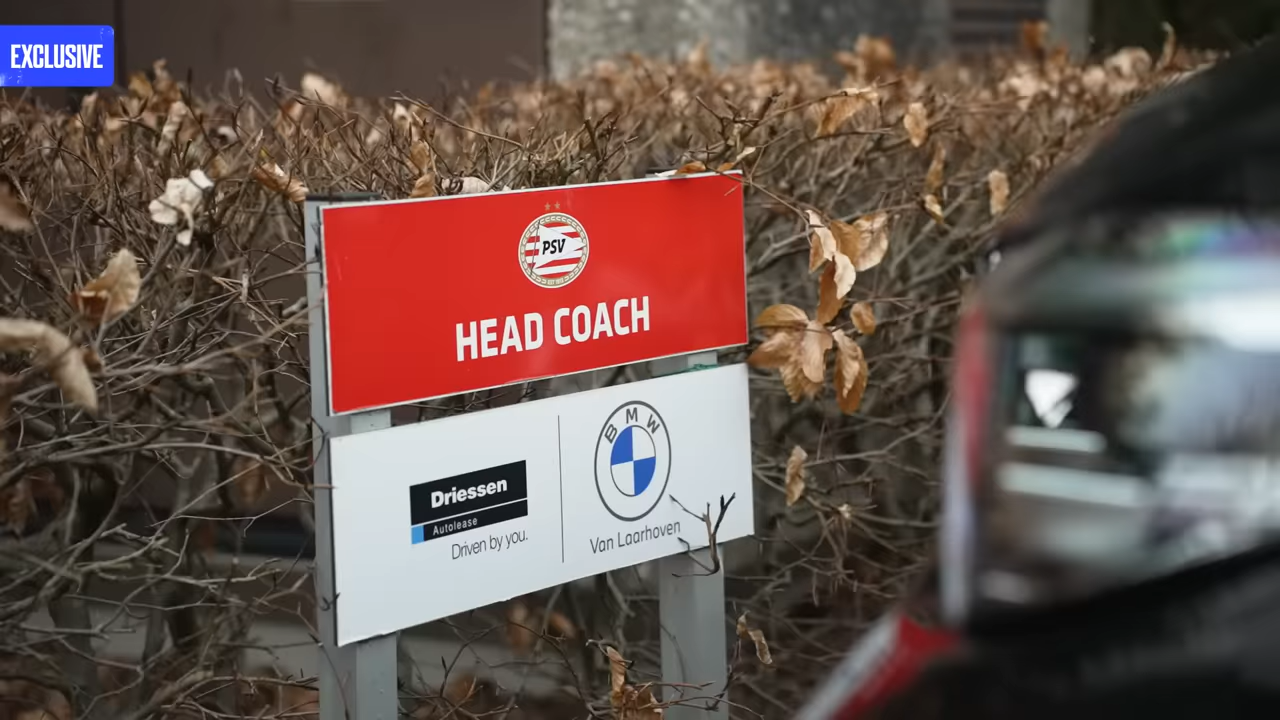 EXCLUSIVE
PSV
HEAD COACH
Driessen
Autolease
Driven by you.
BMW
Van Laarhoven